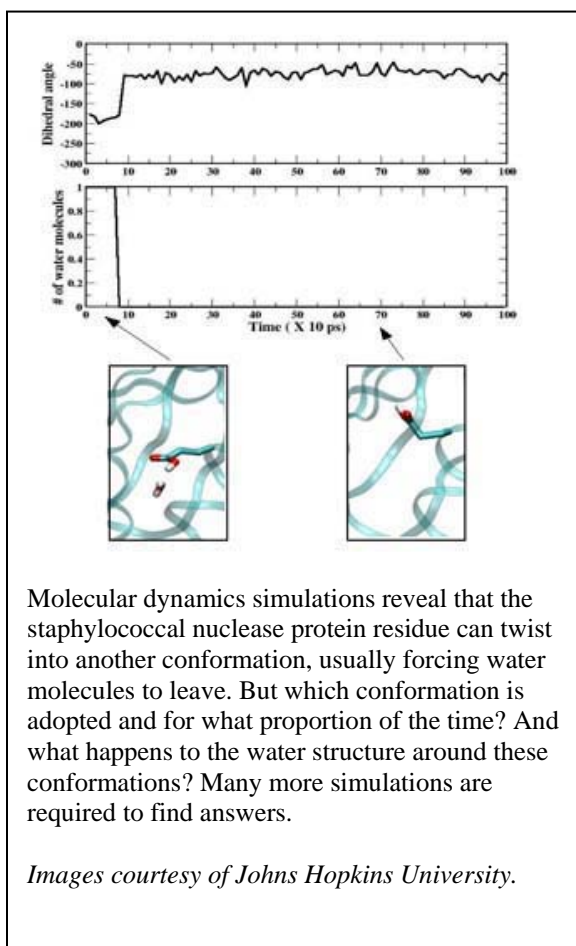 0
-50
-100
-150
-200
-250
-300
Dihedral angle
0 10 20 30 40 50 60 70 80 90 100
1
0.8
0.6
0.4
0.2
0
# of water molecules
0 10 20 30 40 50 60 70 80 90 100
Time ( X 10 ps)
Molecular dynamics simulations reveal that the
staphylococcal nuclease protein residue can twist
into another conformation, usually forcing water
molecules to leave. But which conformation is
adopted and for what proportion of the time? And
what happens to the water structure around these
conformations? Many more simulations are
required to find answers.
Images courtesy of Johns Hopkins University.